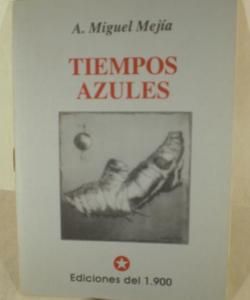 A. Miguel Mejía
TIEMPOS
AZULES
Ediciones del 1.900